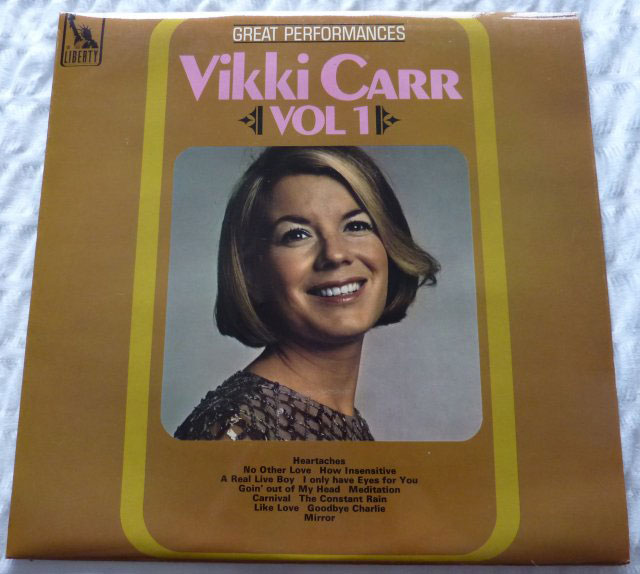 LIBERTY
GREAT PERFORMANCES
Vikki CARR
VOL 1
Heartaches
No Other Love How Insensitive
A Real Live Boy I only have Eyes for You
Goin' out of My Head Meditation
Carnival The Constant Rain
Like Love Goodbye Charlie
Mirror